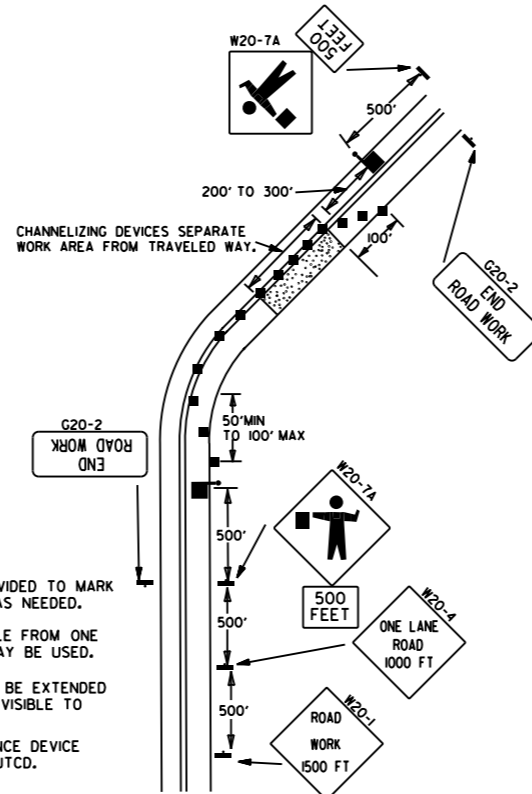 W20-7A
500
FEET
500'
200' TO 300'
CHANNELIZING DEVICES SEPARATE
WORK AREA FROM TRAVELED WAY.
100'
G20-2
END
ROAD WORK
G20-2
END
ROAD WORK
50'MIN
TO 100' MAX
W20-7A
500'
500
FEET
VIDED TO MARK
AS NEEDED.
LE FROM ONE
AY BE USED.
BE EXTENDED
VISIBLE TO
NCE DEVICE
UTCD.
500'
W20-4
ONE LANE
ROAD
1000 FT
500'
W20-1
ROAD
WORK
1500 FT